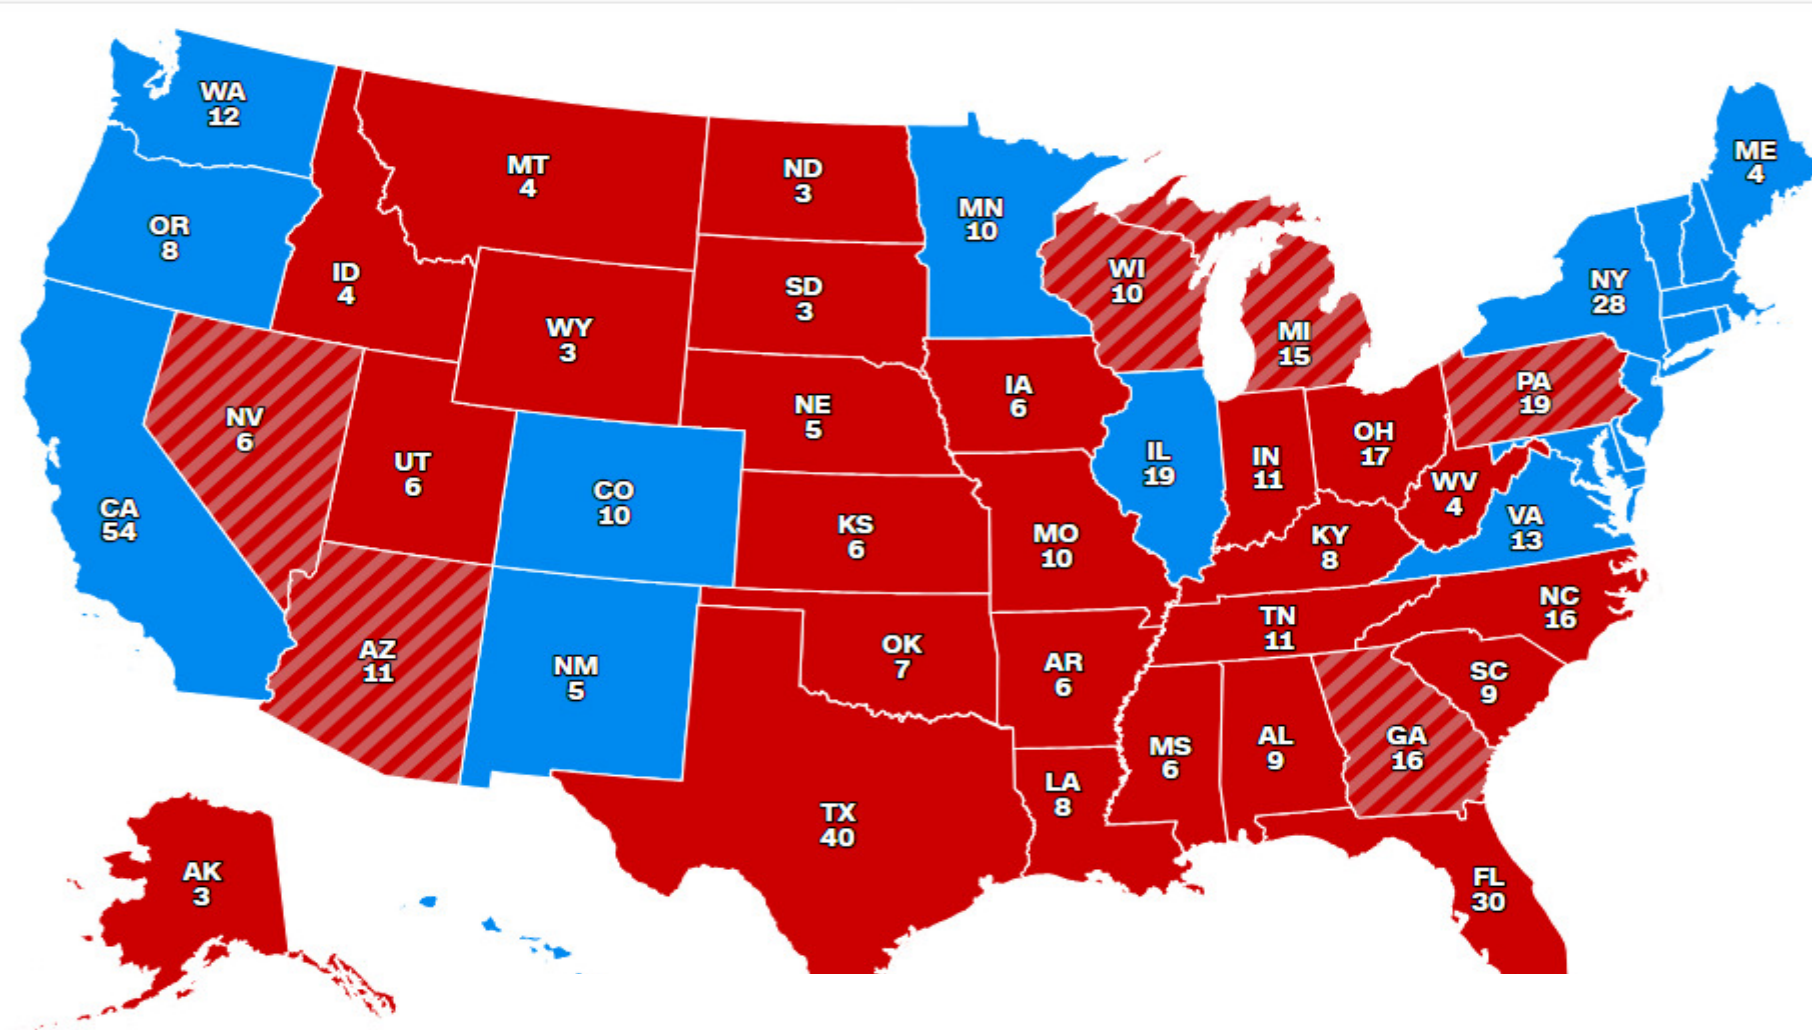 WA
12
OR
8
CA
54
NV
6
ID
4
MT
4
WY
3
UT
6
AZ
11
CO
10
NM
5
ND
3
SD
3
NE
5
KS
6
OK
7
TX
40
MN
10
IA
6
MO
10
AR
6
LA
8
WI
10
IL
19
MI
15
IN
11
OH
17
KY
8
TN
11
MS
6
AL
9
GA
16
FL
30
SC
9
NC
16
VA
13
WV
4
PA
19
NY
28
ME
4
AK
3